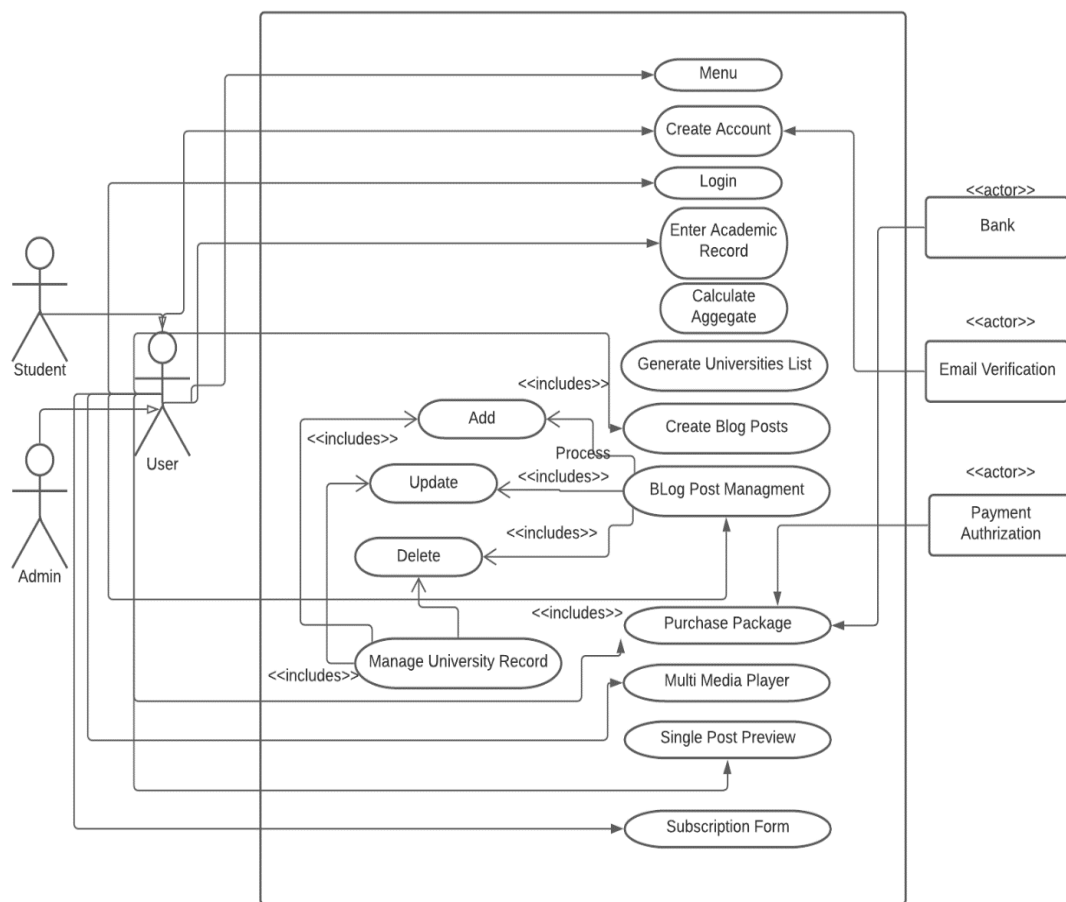 Menu
Create Account
Login
<<actor>>
Bank
Enter Academic
Record
Calculate
Aggegate
<<actor>>
Student
Generate Universities List
Email Verification
<<includes>>
Add
Create Blog Posts
<<includes>>
Process
User
<<actor>>
Update
<<includes>>
BLog Post Managment
Payment
Authrization
<<includes>>
Delete
Admin
<<includes>>
Purchase Package
Manage University Record
<<includes>>
Multi Media Player
Single Post Preview
Subscription Form